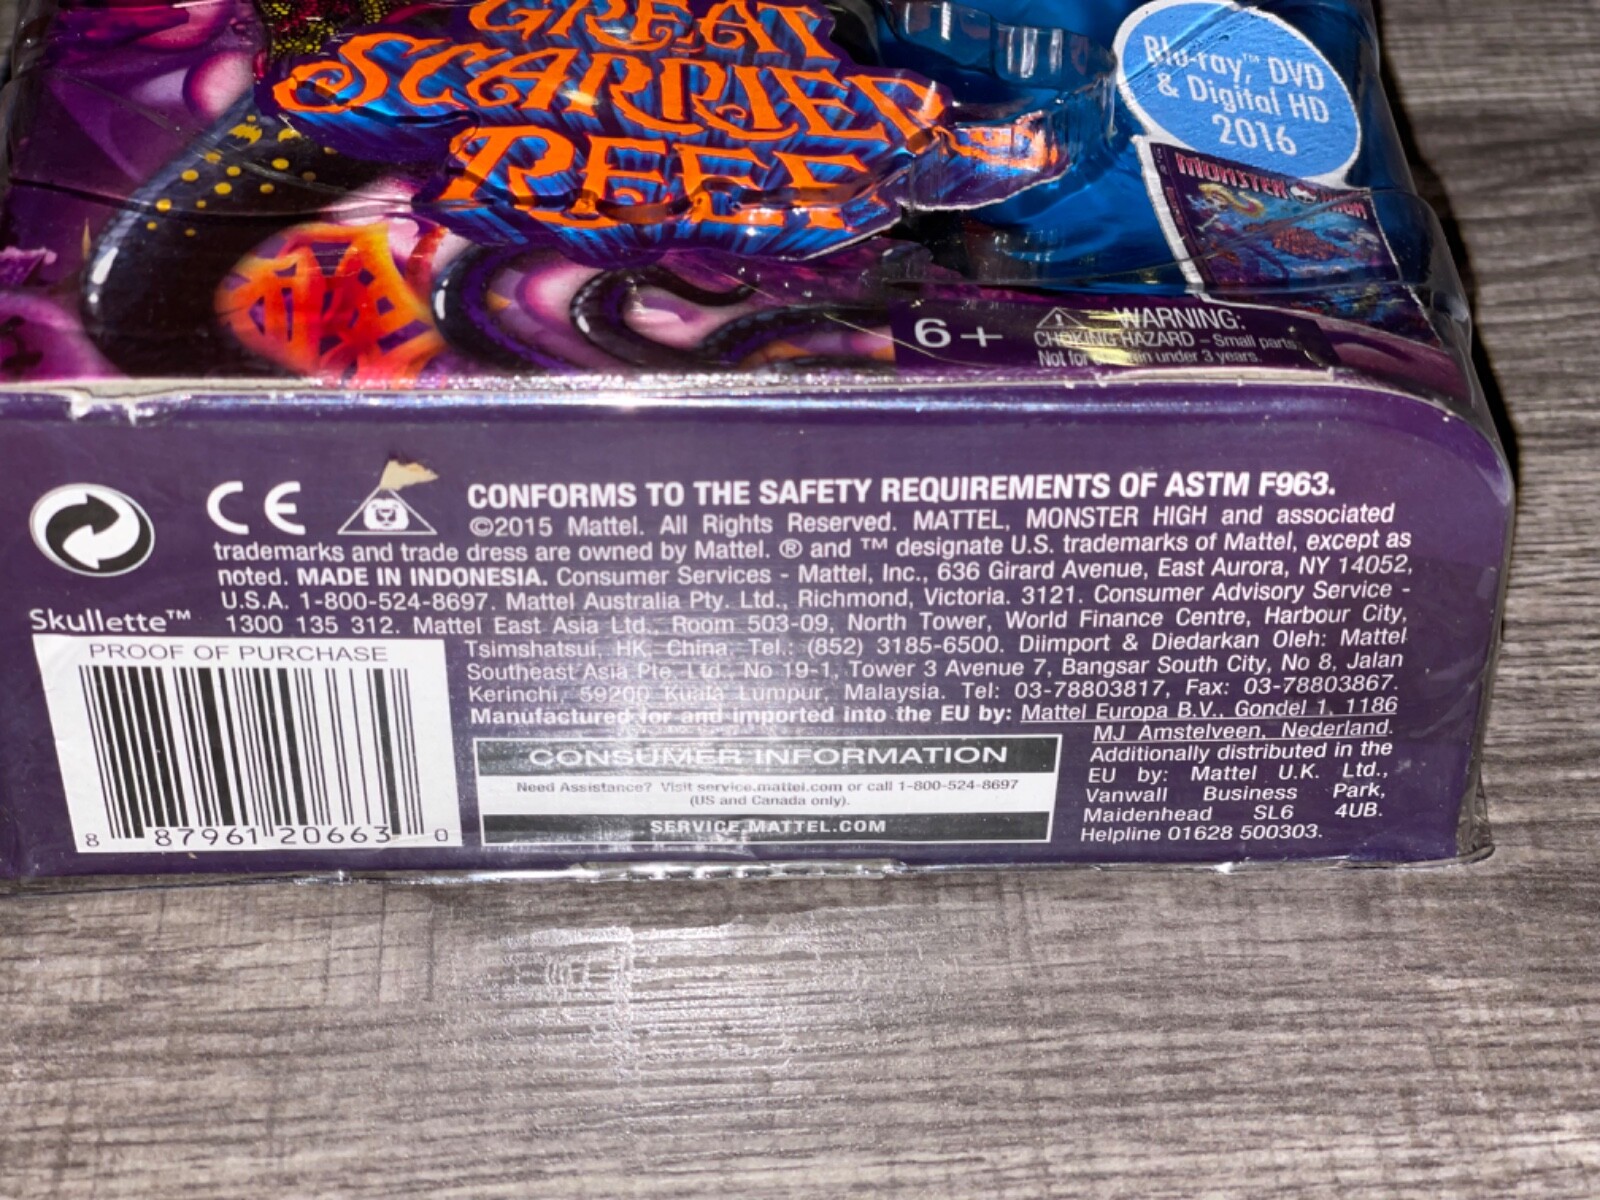 GREAT
SCARRIER
REEF
Blu-ray™, DVD
& Digital HD
2016
MONSTER HIGH
6+
WARNING:
CHOKING HAZARD – Small parts.
Not for under 3 years.
CE
CONFORMS TO THE SAFETY REQUIREMENTS OF ASTM F963.
©2015 Mattel. All Rights Reserved. MATTEL, MONSTER HIGH and associated
trademarks and trade dress are owned by Mattel. ® and ™ designate U.S. trademarks of Mattel, except as
noted. MADE IN INDONESIA. Consumer Services - Mattel, Inc., 636 Girard Avenue, East Aurora, NY 14052,
U.S.A. 1-800-524-8697. Mattel Australia Pty. Ltd., Richmond, Victoria. 3121. Consumer Advisory Service -
1300 135 312. Mattel East Asia Ltd., Room 503-09, North Tower, World Finance Centre, Harbour City,
Tsimshatsui, HK, China. Tel.: (852) 3185-6500. Diimport & Diedarkan Oleh: Mattel
Southeast Asia Pte. Ltd., No 19-1, Tower 3 Avenue 7, Bangsar South City, No 8, Jalan
Kerinchi, 59200 Kuala Lumpur, Malaysia. Tel: 03-78803817, Fax: 03-78803867.
Manufactured for and imported into the EU by: Mattel Europa B.V., Gondel 1, 1186
MJ Amstelveen, Nederland.
Additionally distributed in the
EU by: Mattel U.K. Ltd.,
Vanwall Business Park,
Maidenhead SL6 4UB.
Helpline 01628 500303.
Skullette™
PROOF OF PURCHASE
8 87961 20663 0
CONSUMER INFORMATION
Need Assistance? Visit service.mattel.com or call 1-800-524-8697
(US and Canada only).
SERVICE.MATTEL.COM